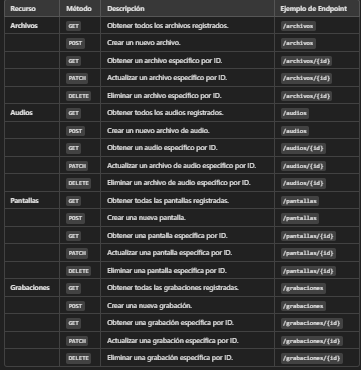 Recurso Método Descripción Ejemplo de Endpoint
Archivos GET Obtener todos los archivos registrados. /archivos
POST Crear un nuevo archivo. /archivos
GET Obtener un archivo específico por ID. /archivos/{id}
PATCH Actualizar un archivo específico por ID. /archivos/{id}
DELETE Eliminar un archivo específico por ID. /archivos/{id}
Audios GET Obtener todos los audios registrados. /audios
POST Crear un nuevo archivo de audio. /audios
GET Obtener un audio específico por ID. /audios/{id}
PATCH Actualizar un archivo de audio específico por ID. /audios/{id}
DELETE Eliminar un archivo de audio específico por ID. /audios/{id}
Pantallas GET Obtener todas las pantallas registradas. /pantallas
POST Crear una nueva pantalla. /pantallas
GET Obtener una pantalla específica por ID. /pantallas/{id}
PATCH Actualizar una pantalla específica por ID. /pantallas/{id}
DELETE Eliminar una pantalla específica por ID. /pantallas/{id}
Grabaciones GET Obtener todas las grabaciones registradas. /grabaciones
POST Crear una nueva grabación. /grabaciones
GET Obtener una grabación específica por ID. /grabaciones/{id}
PATCH Actualizar una grabación específica por ID. /grabaciones/{id}
DELETE Eliminar una grabación específica por ID. /grabaciones/{id}